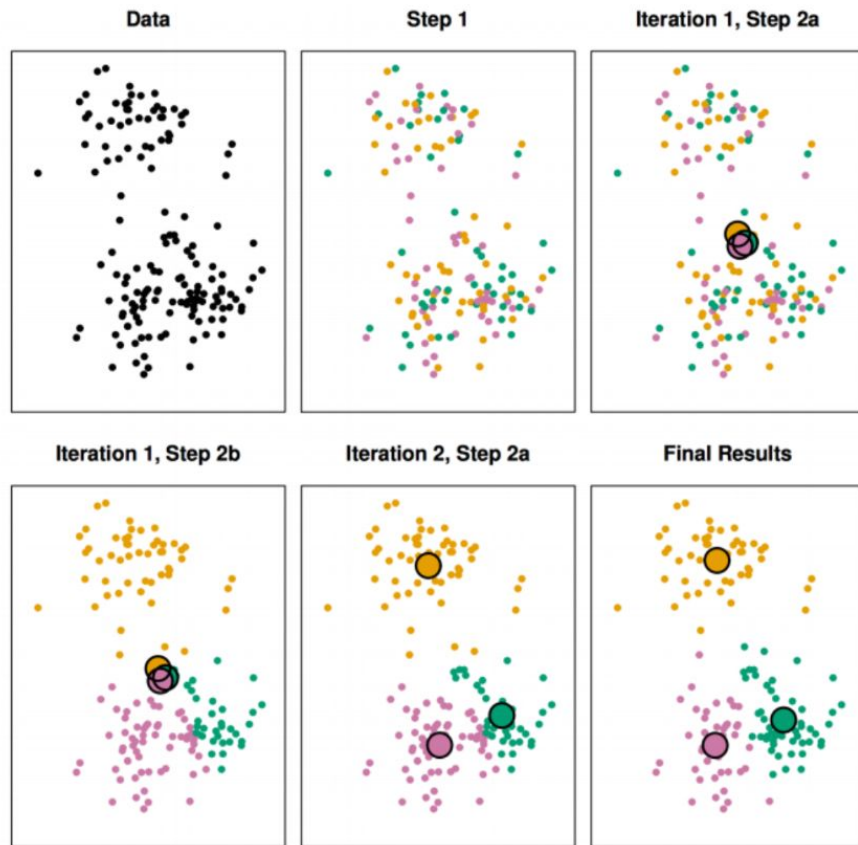 Data
Step 1
Iteration 1, Step 2a
Iteration 1, Step 2b
Iteration 2, Step 2a
Final Results